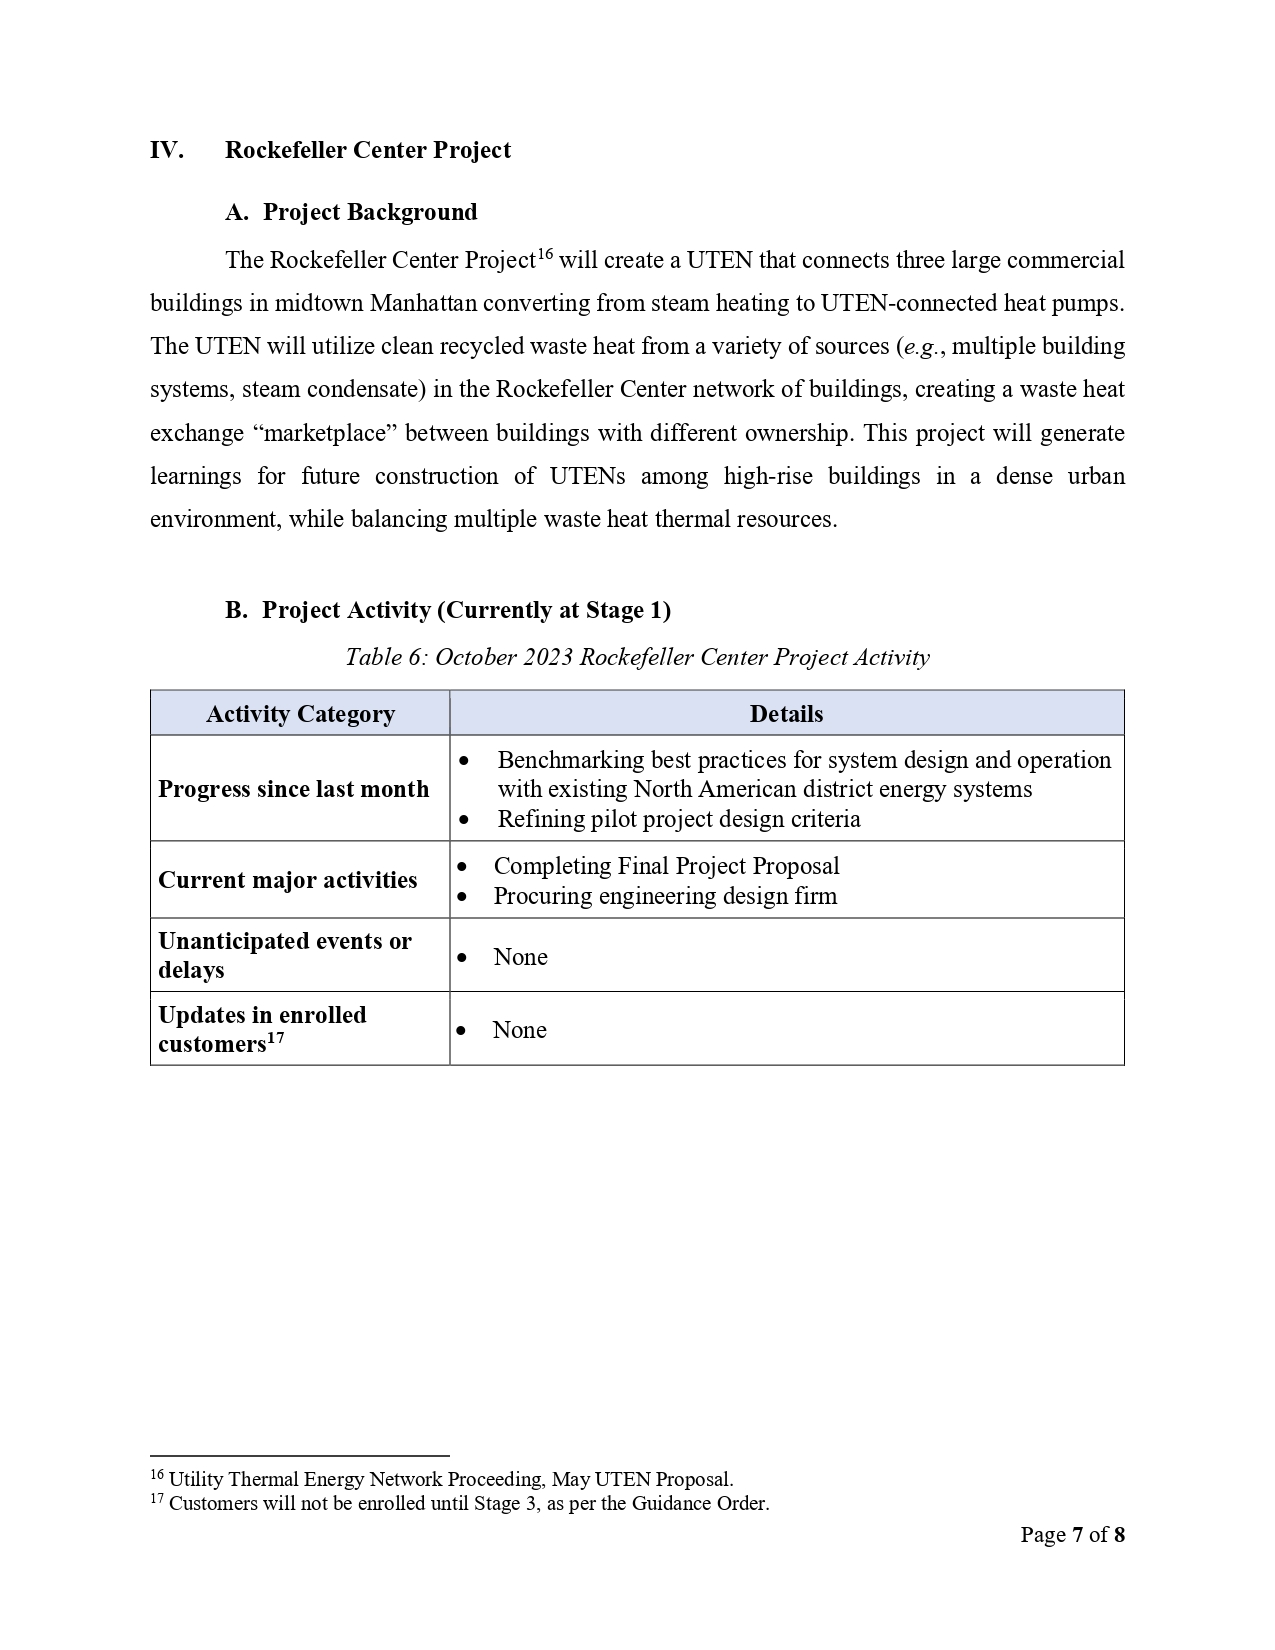 IV. Rockefeller Center Project
A. Project Background
The Rockefeller Center Project16 will create a UTEN that connects three large commercial
buildings in midtown Manhattan converting from steam heating to UTEN-connected heat pumps.
The UTEN will utilize clean recycled waste heat from a variety of sources (e.g., multiple building
systems, steam condensate) in the Rockefeller Center network of buildings, creating a waste heat
exchange “marketplace” between buildings with different ownership. This project will generate
learnings for future construction of UTENs among high-rise buildings in a dense urban
environment, while balancing multiple waste heat thermal resources.
B. Project Activity (Currently at Stage 1)
Table 6: October 2023 Rockefeller Center Project Activity
Activity Category Details
Progress since last month
• Benchmarking best practices for system design and operation
with existing North American district energy systems
• Refining pilot project design criteria
Current major activities
• Completing Final Project Proposal
• Procuring engineering design firm
Unanticipated events or
delays
• None
Updates in enrolled
customers17
• None
16 Utility Thermal Energy Network Proceeding, May UTEN Proposal.
17 Customers will not be enrolled until Stage 3, as per the Guidance Order.
Page 7 of 8